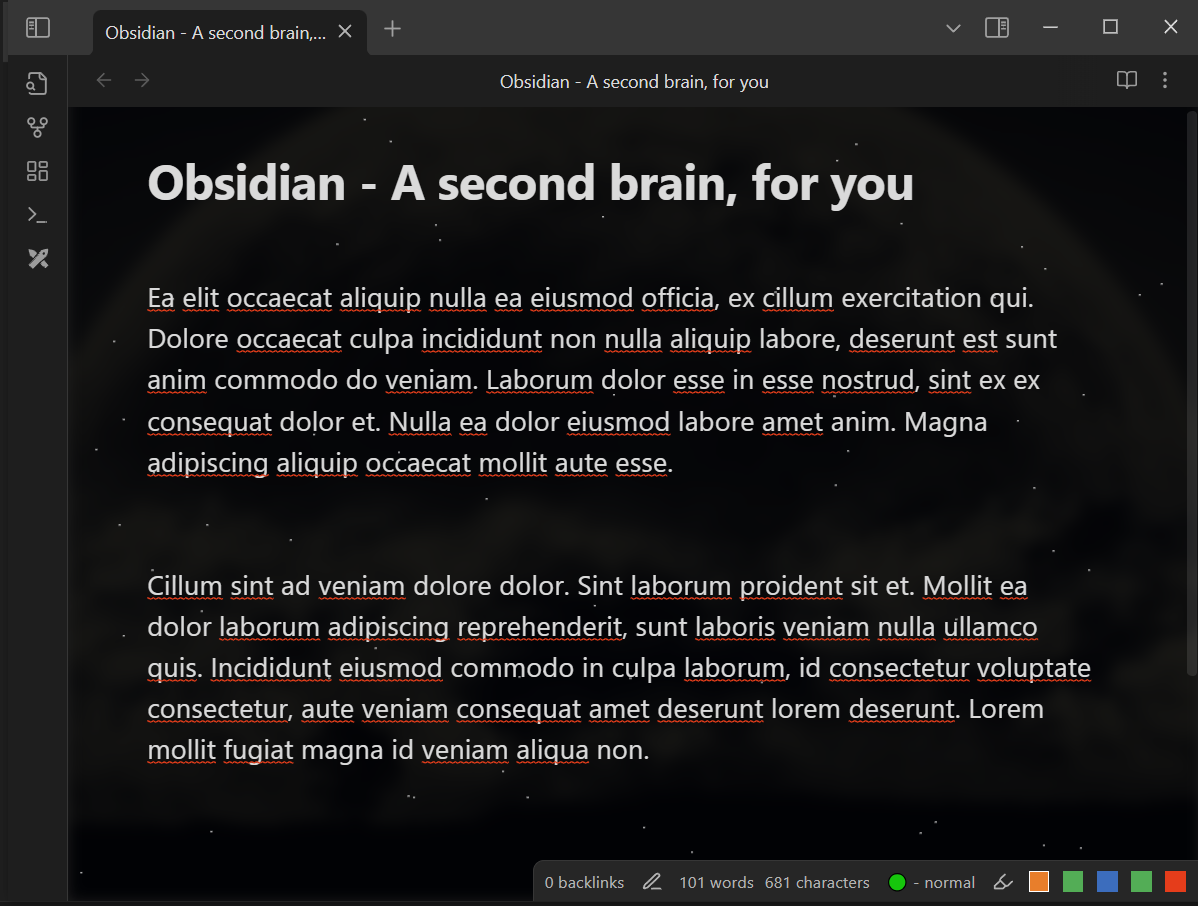 Obsidian - A second brain,...
Obsidian - A second brain, for you
Obsidian - A second brain, for you
Ea elit occaecat aliquip nulla ea eiusmod officia, ex cillum exercitation qui.
Dolore occaecat culpa incididunt non nulla aliquip labore, deserunt est sunt
anim commodo do veniam. Laborum dolor esse in esse nostrud, sint ex ex
consequat dolor et. Nulla ea dolor eiusmod labore amet anim. Magna
adipiscing aliquip occaecat mollit aute esse.
Cillum sint ad veniam dolore dolor. Sint laborum proident sit et. Mollit ea
dolor laborum adipiscing reprehenderit, sunt laboris veniam nulla ullamco
quis. Incididunt eiusmod commodo in culpa laborum, id consectetur voluptate
consectetur, aute veniam consequat amet deserunt lorem deserunt. Lorem
mollit fugiat magna id veniam aliqua non.
0 backlinks 101 words 681 characters - normal